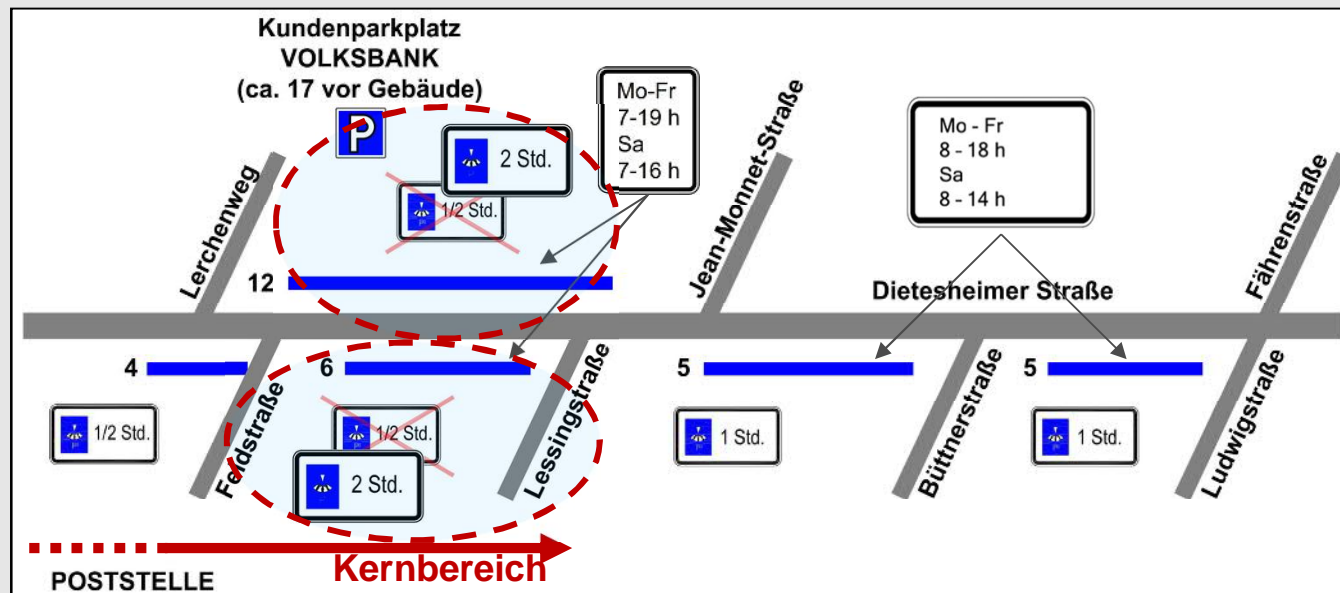 Kundenparkplatz
VOLKSBANK
(ca. 17 vor Gebäude)
P
2 Std.
1/2 Std.
Mo-Fr
7-19 h
Sa
7-16 h
Mo - Fr
8 - 18 h
Sa
8 - 14 h
Lerchenweg
Jean-Monnet-Straße
Fährenstraße
12
Dietesheimer Straße
4
6
5
5
1/2 Std.
Feldstraße
1/2 Std.
2 Std.
Lessingstraße
1 Std.
Büttnerstraße
1 Std.
Ludwigstraße
Kernbereich
POSTSTELLE